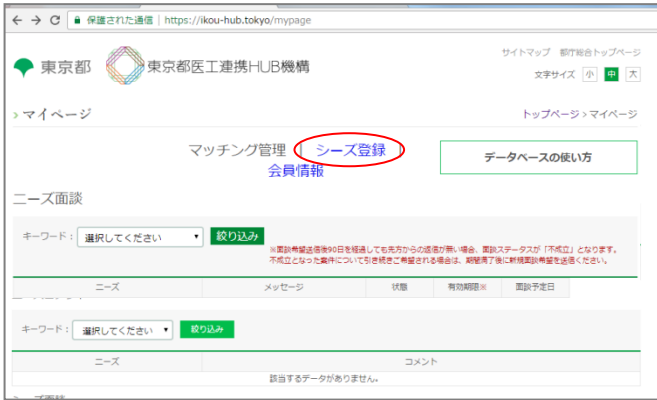 保護された通信 | https://ikou-hub.tokyo/mypage
サイトマップ 都庁総合トップページ
東京都 東京都医工連携HUB機構
文字サイズ 小 中 大
マイページ
トップページ > マイページ
マッチング管理 | シーズ登録
会員情報
データベースの使い方
ニーズ面談
キーワード： 選択してください 絞り込み
※面談希望送信後90日を経過しても先方からの返信が無い場合、面談ステータスが「不成立」となります。
不成立となった案件について引き続きご希望される場合は、期間満了後に新規面談希望を送信ください。
ニーズ メッセージ 状態 有効期限※ 面談予定日
キーワード： 選択してください 絞り込み
ニーズ コメント
該当するデータがありません。